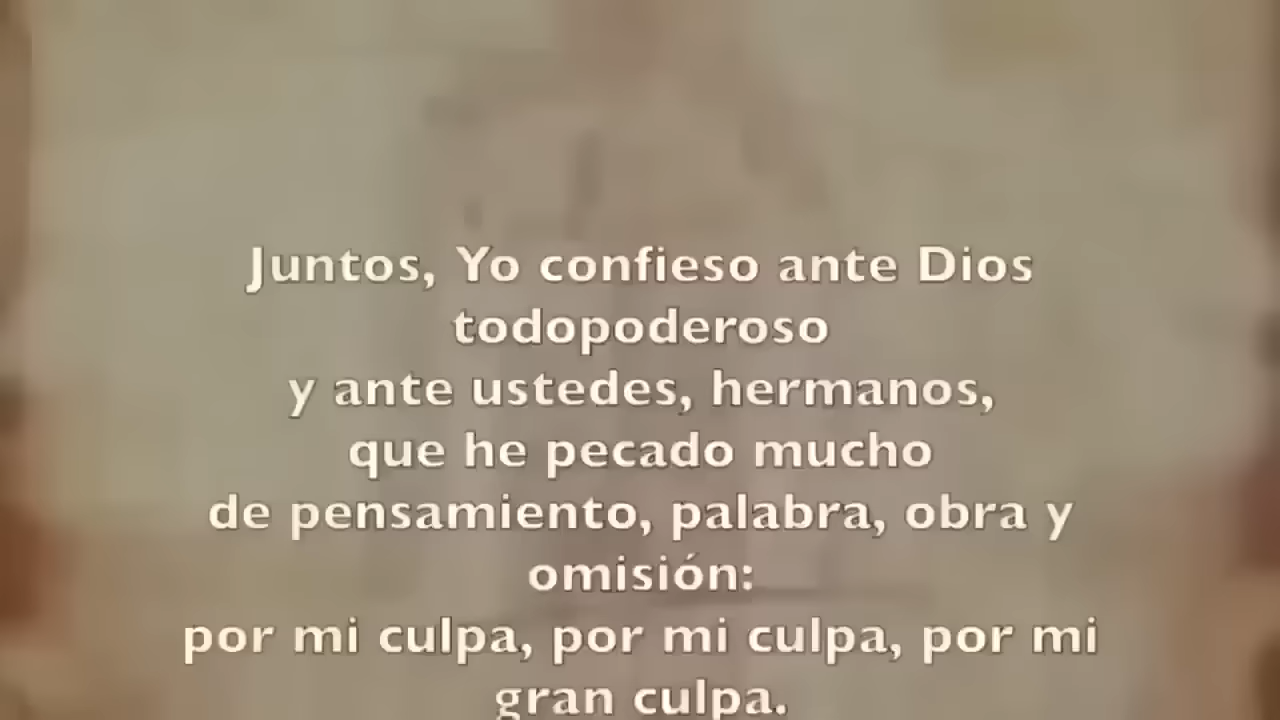 Juntos, Yo confieso ante Dios
todopoderoso
y ante ustedes, hermanos,
que he pecado mucho
de pensamiento, palabra, obra y
omisión:
por mi culpa, por mi culpa, por mi
gran culpa.